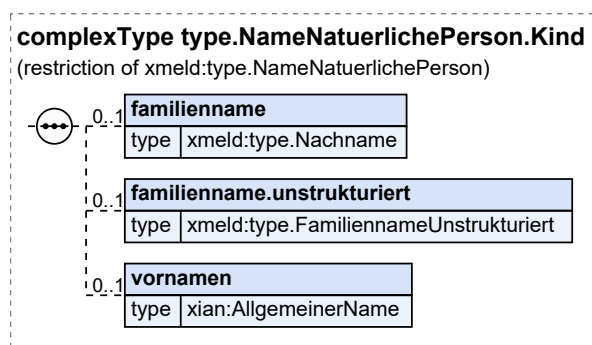 complexType type.NameNatuerlichePerson.Kind
(restriction of xmeld:type.NameNatuerlichePerson)
0..1 familienname
type xmeld:type.Nachname
0..1 familienname.unstrukturiert
type xmeld:type.FamiliennameUnstrukturiert
0..1 vornamen
type xian:AllgemeinerName